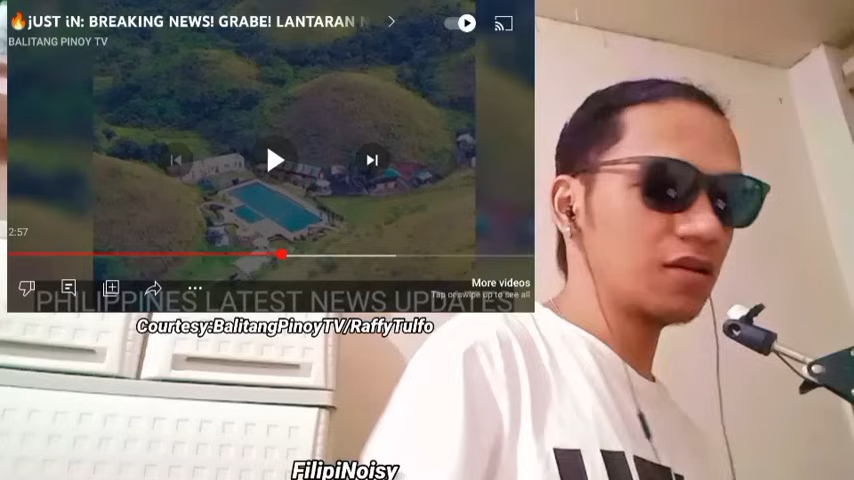 🔥jUST iN: BREAKING NEWS! GRABE! LANTARAN
BALITANG PINOY TV
2:57
More videos
Tap or swipe up to see all
PHILIPPINES LATEST NEWS UPDATES
Courtesy:BalitangPinoyTV/RaffyTulfo
FilipiNoisy